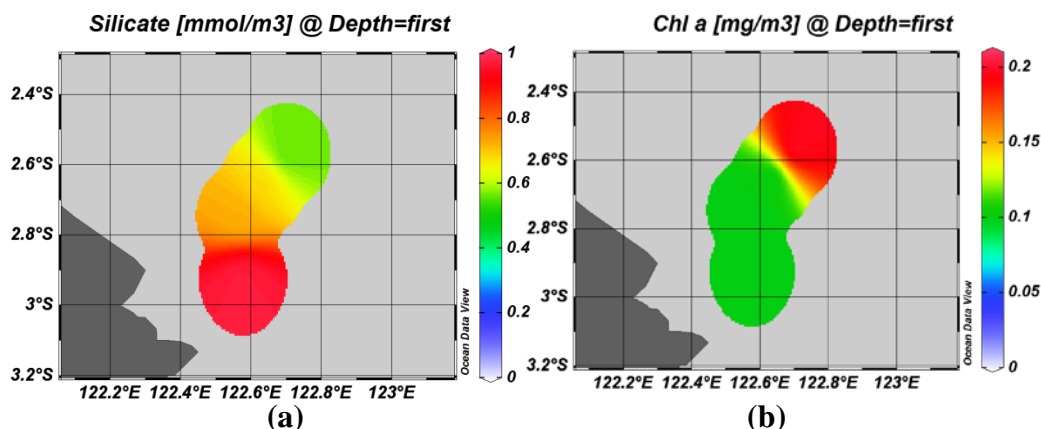 Silicate [mmol/m3] @ Depth=first
2.4°S
2.6°S
2.8°S
3°S
3.2°S
122.2°E 122.4°E 122.6°E 122.8°E 123°E
1
0.8
0.6
0.4
0.2
0
Ocean Data View
(a)
Chl a [mg/m3] @ Depth=first
2.4°S
2.6°S
2.8°S
3°S
3.2°S
122.2°E 122.4°E 122.6°E 122.8°E 123°E
0.2
0.15
0.1
0.05
0
Ocean Data View
(b)